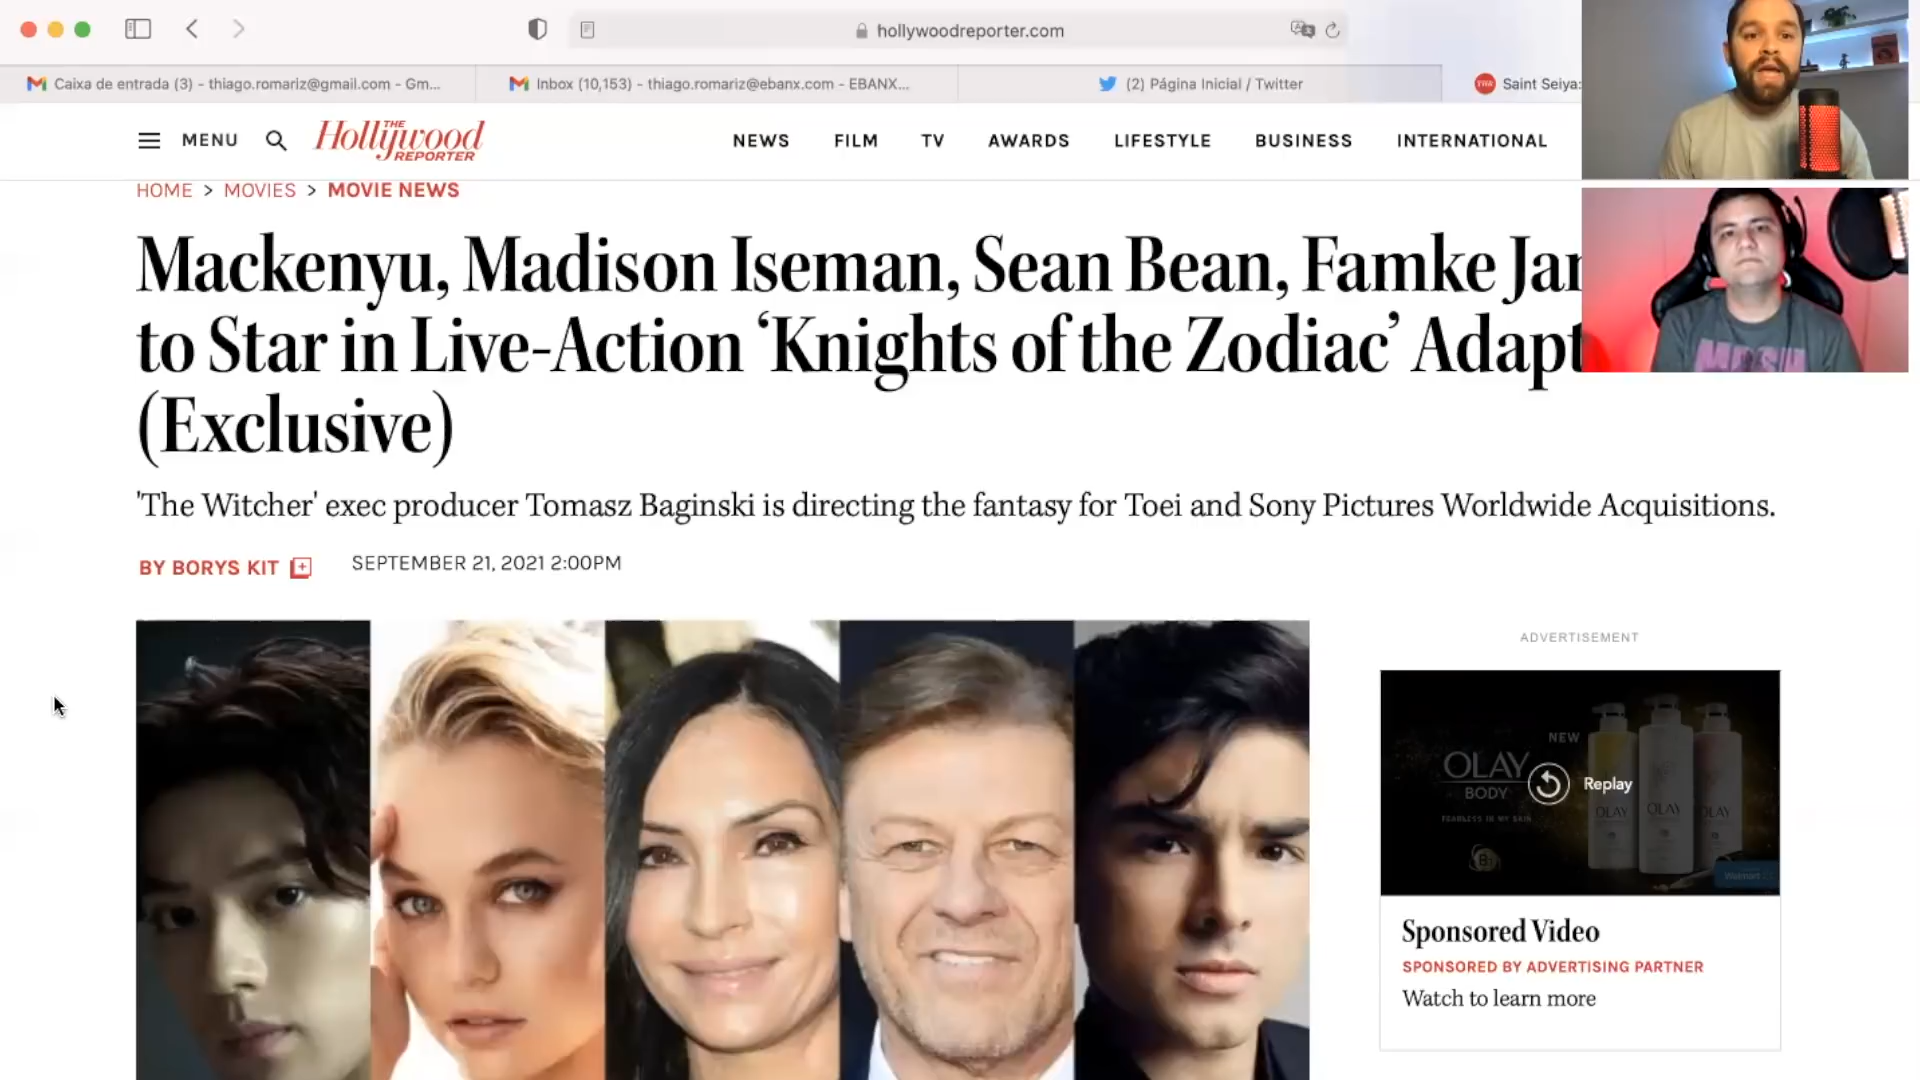 hollywoodreporter.com
Caixa de entrada (3) - thiago.romariz@gmail.com - Gm...
Inbox (10,153) - thiago.romariz@ebanx.com - EBANX...
(2) Página Inicial / Twitter
Saint Seiya:
MENU
THE
Hollywood
REPORTER
NEWS FILM TV AWARDS LIFESTYLE BUSINESS INTERNATIONAL
HOME > MOVIES > MOVIE NEWS
Mackenyu, Madison Iseman, Sean Bean, Famke Jan
to Star in Live-Action ‘Knights of the Zodiac’ Adapt
(Exclusive)
'The Witcher' exec producer Tomasz Baginski is directing the fantasy for Toei and Sony Pictures Worldwide Acquisitions.
BY BORYS KIT
SEPTEMBER 21, 2021 2:00PM
ADVERTISEMENT
NEW
OLAY
BODY
FEARLESS IN MY SKIN
Replay
OLAY OLAY OLAY
B3
Walmart
Sponsored Video
SPONSORED BY ADVERTISING PARTNER
Watch to learn more